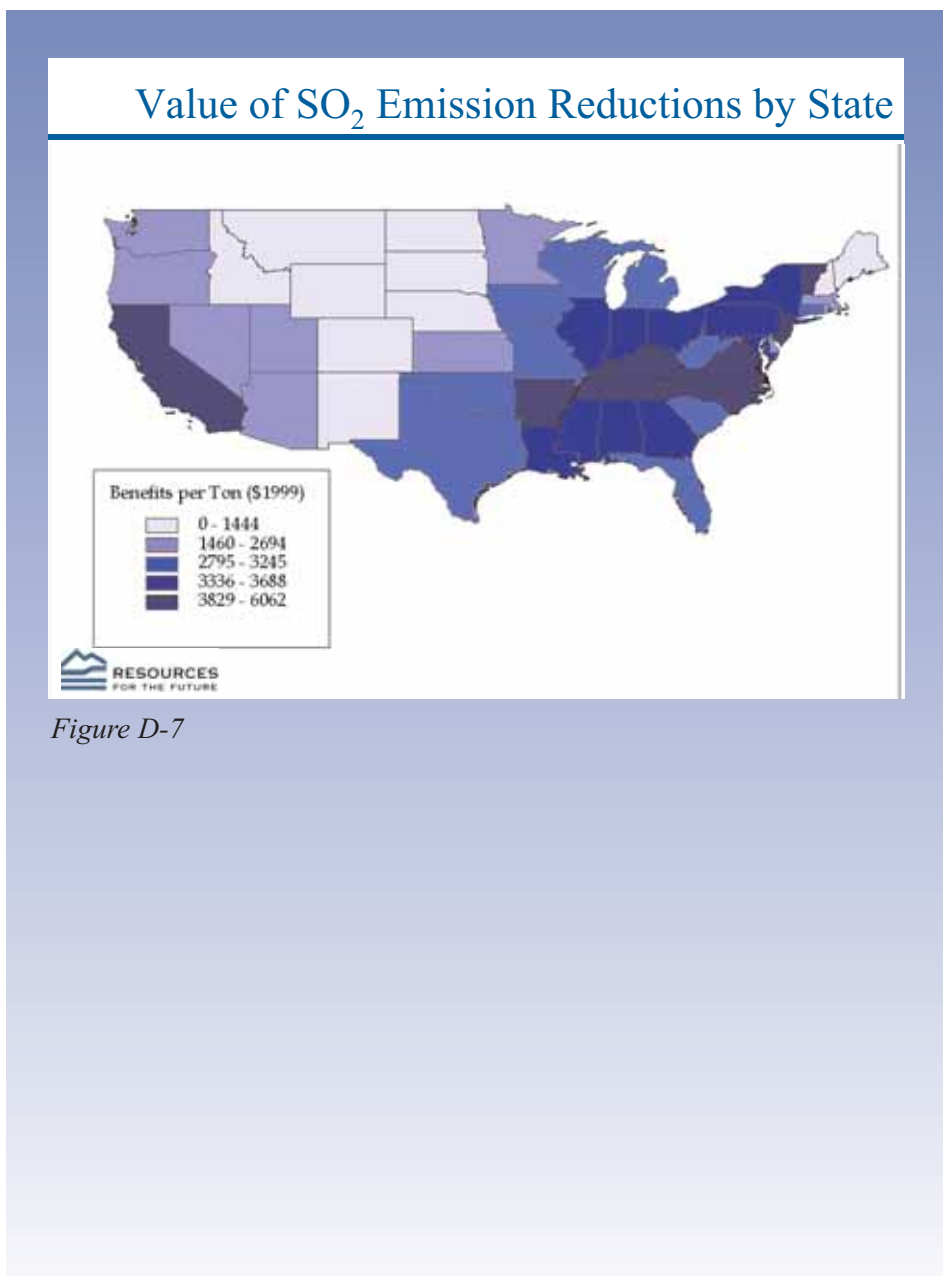 Value of SO₂ Emission Reductions by State
Benefits per Ton ($1999)
0 - 1444
1460 - 2694
2795 - 3245
3336 - 3688
3829 - 6062
RESOURCES
FOR THE FUTURE
Figure D-7